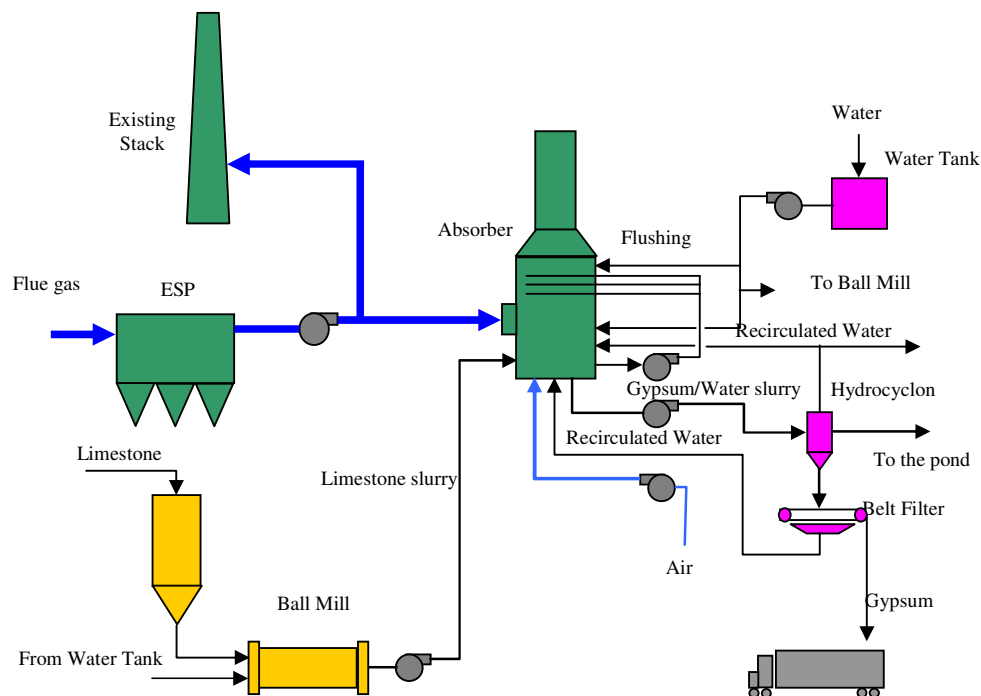 Water
Existing
Stack
Water Tank
Absorber
Flushing
Flue gas
ESP
To Ball Mill
Recirculated Water
Gypsum/Water slurry
Hydrocyclon
Recirculated Water
Limestone
To the pond
Limestone slurry
Belt Filter
Air
Ball Mill
Gypsum
From Water Tank